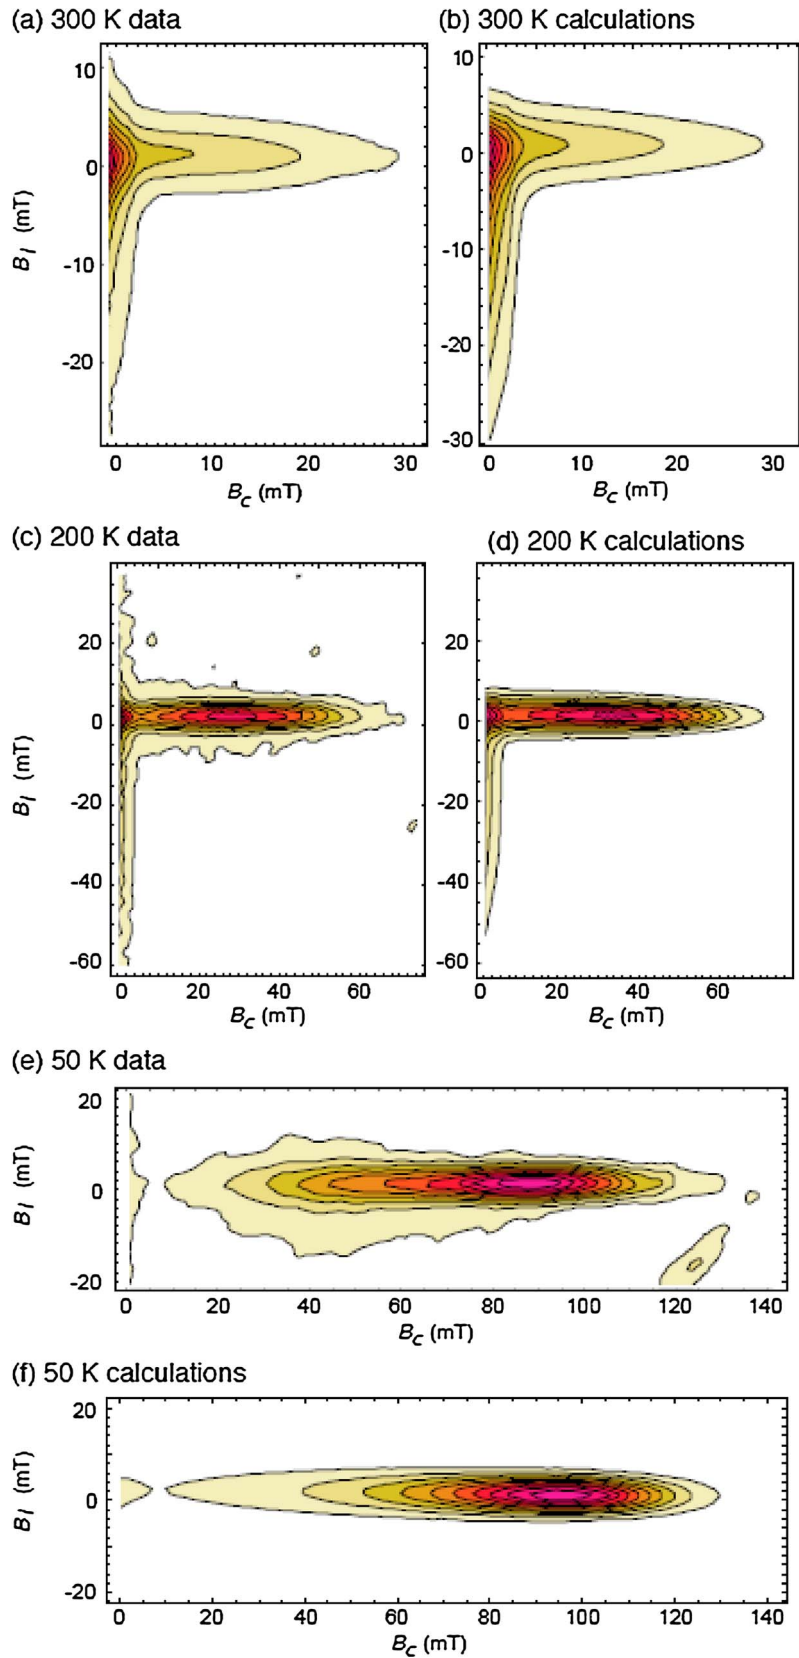 (a) 300 K data
(b) 300 K calculations
10
0
-10
-20
B_I (mT)
0 10 20 30
B_C (mT)
10
0
-10
-20
-30
0 10 20 30
B_C (mT)
(c) 200 K data
(d) 200 K calculations
20
0
-20
-40
-60
B_I (mT)
0 20 40 60
B_C (mT)
20
0
-20
-40
-60
0 20 40 60
B_C (mT)
(e) 50 K data
20
0
-20
B_I (mT)
0 20 40 60 80 100 120 140
B_C (mT)
(f) 50 K calculations
20
0
-20
B_I (mT)
0 20 40 60 80 100 120 140
B_C (mT)